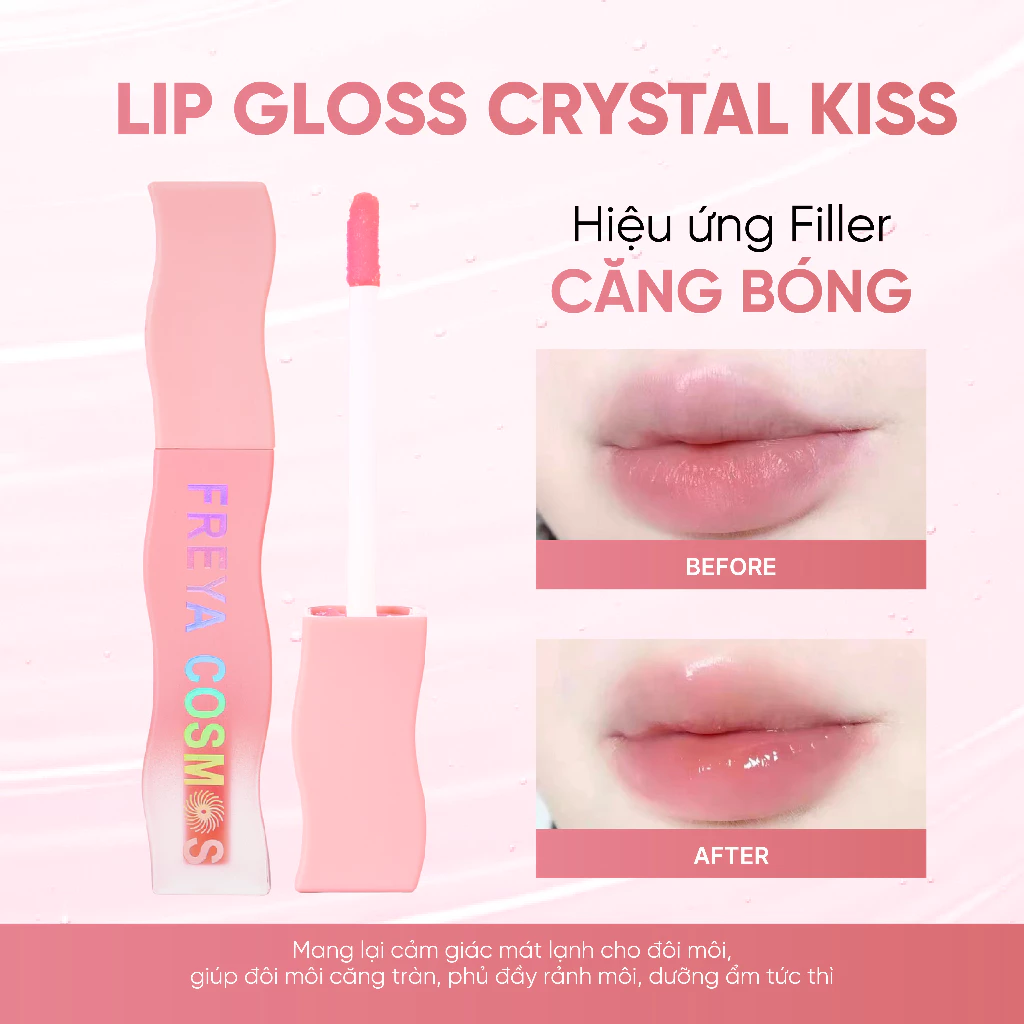 LIP GLOSS CRYSTAL KISS
Hiệu ứng Filler
CĂNG BÓNG
FREYA COSMOS
BEFORE
AFTER
Mang lại cảm giác mát lạnh cho đôi môi,
giúp đôi môi căng tràn, phủ đầy rảnh môi, dưỡng ẩm tức thì